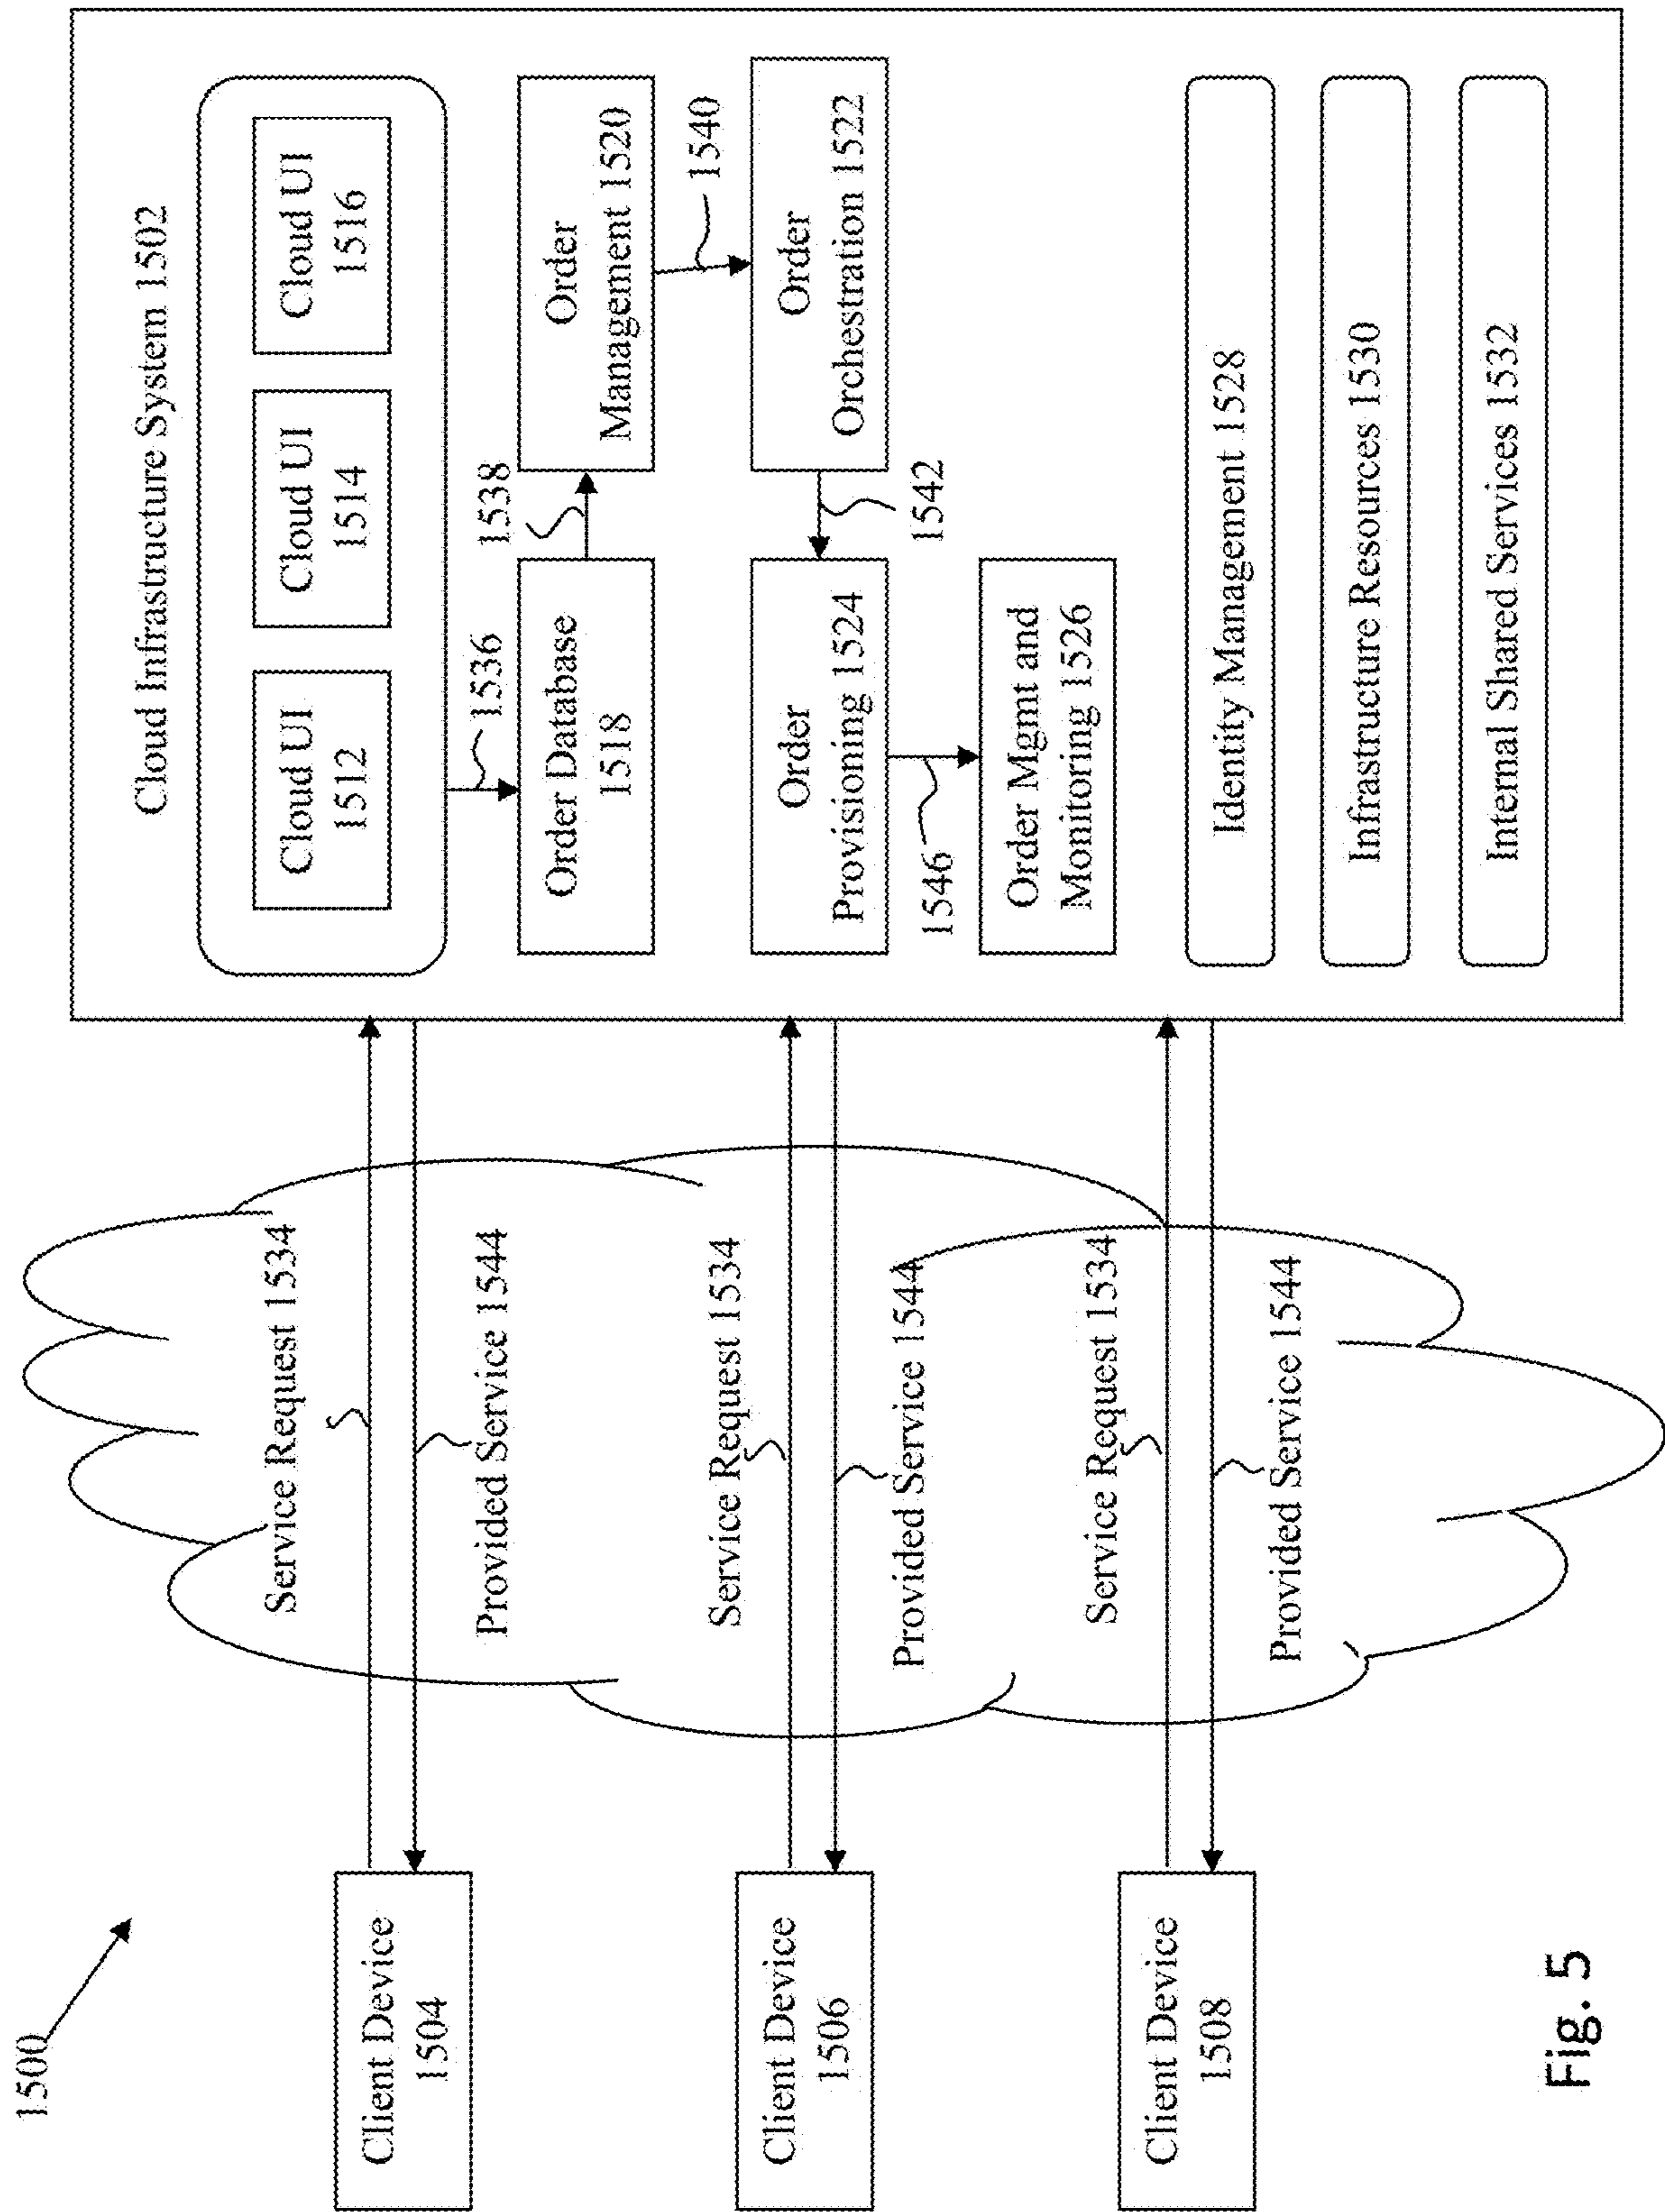 1500
Cloud Infrastructure System 1502
Cloud UI
1512
Cloud UI
1514
Cloud UI
1516
1536
1538
Order Database
1518
Order
Management 1520
1540
Order
Provisioning 1524
Order
Orchestration 1522
1542
1546
Order Mgmt and
Monitoring 1526
Identity Management 1528
Infrastructure Resources 1530
Internal Shared Services 1532
Client Device
1504
Service Request 1534
Provided Service 1544
Client Device
1506
Service Request 1534
Provided Service 1544
Client Device
1508
Service Request 1534
Provided Service 1544
Fig. 5